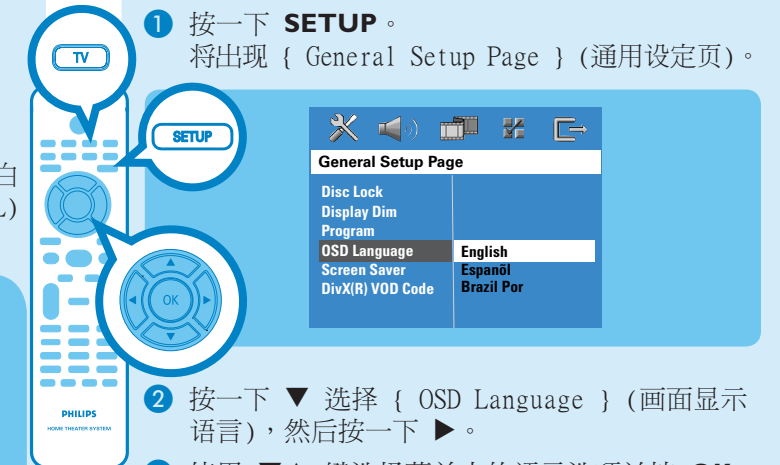 TV
1 按一下 SETUP。
将出现 { General Setup Page } (通用设定页)。
SETUP
白
General Setup Page
Disc Lock
Display Dim
Program
OSD Language English
Screen Saver Espanõl
DivX(R) VOD Code Brazil Por
OK
PHILIPS
HOME THEATER SYSTEM
2 按一下 ▼ 选择 { OSD Language } (画面显示
语言)，然后按一下 ▶。